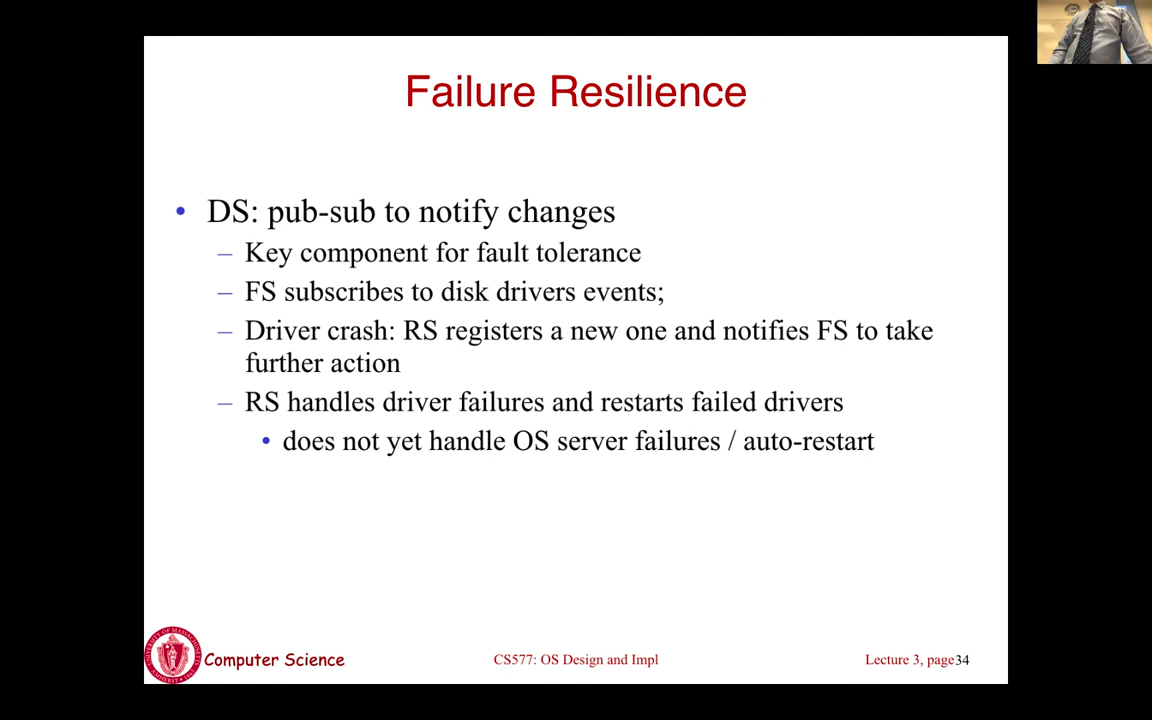 Failure Resilience
• DS: pub-sub to notify changes
– Key component for fault tolerance
– FS subscribes to disk drivers events;
– Driver crash: RS registers a new one and notifies FS to take
further action
– RS handles driver failures and restarts failed drivers
• does not yet handle OS server failures / auto-restart
Computer Science
CS577: OS Design and Impl
Lecture 3, page34